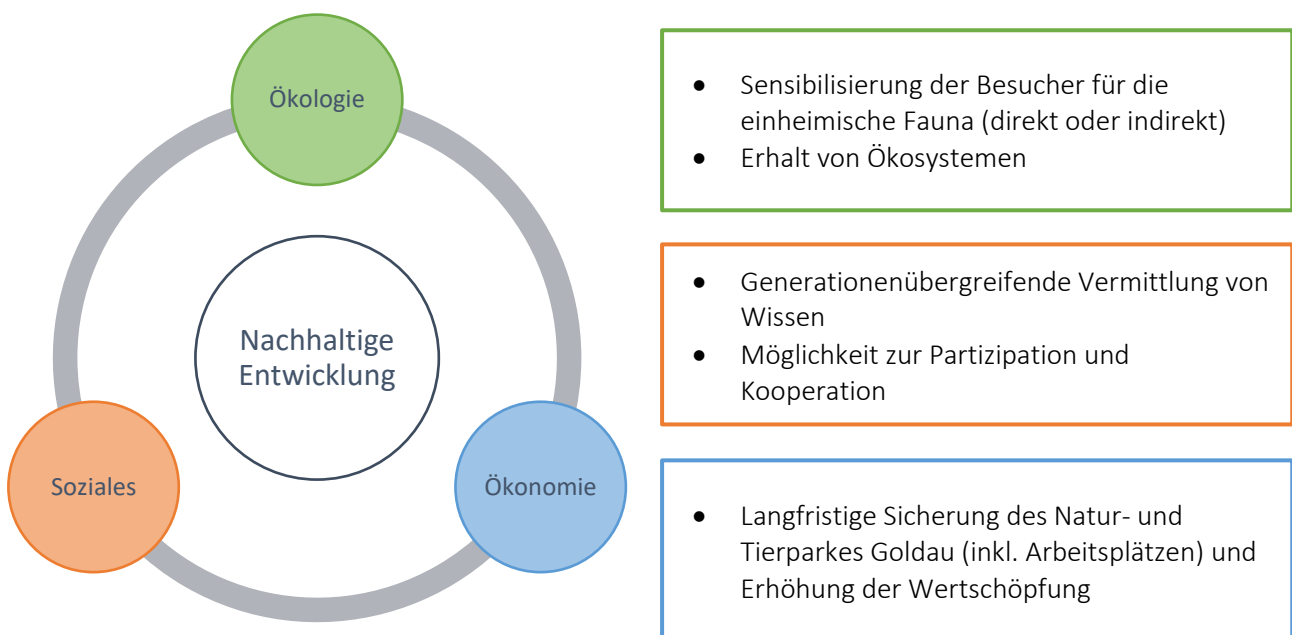 Ökologie
Nachhaltige
Entwicklung
Soziales
Ökonomie
• Sensibilisierung der Besucher für die
einheimische Fauna (direkt oder indirekt)
• Erhalt von Ökosystemen
• Generationenübergreifende Vermittlung von
Wissen
• Möglichkeit zur Partizipation und
Kooperation
• Langfristige Sicherung des Natur- und
Tierparkes Goldau (inkl. Arbeitsplätzen) und
Erhöhung der Wertschöpfung